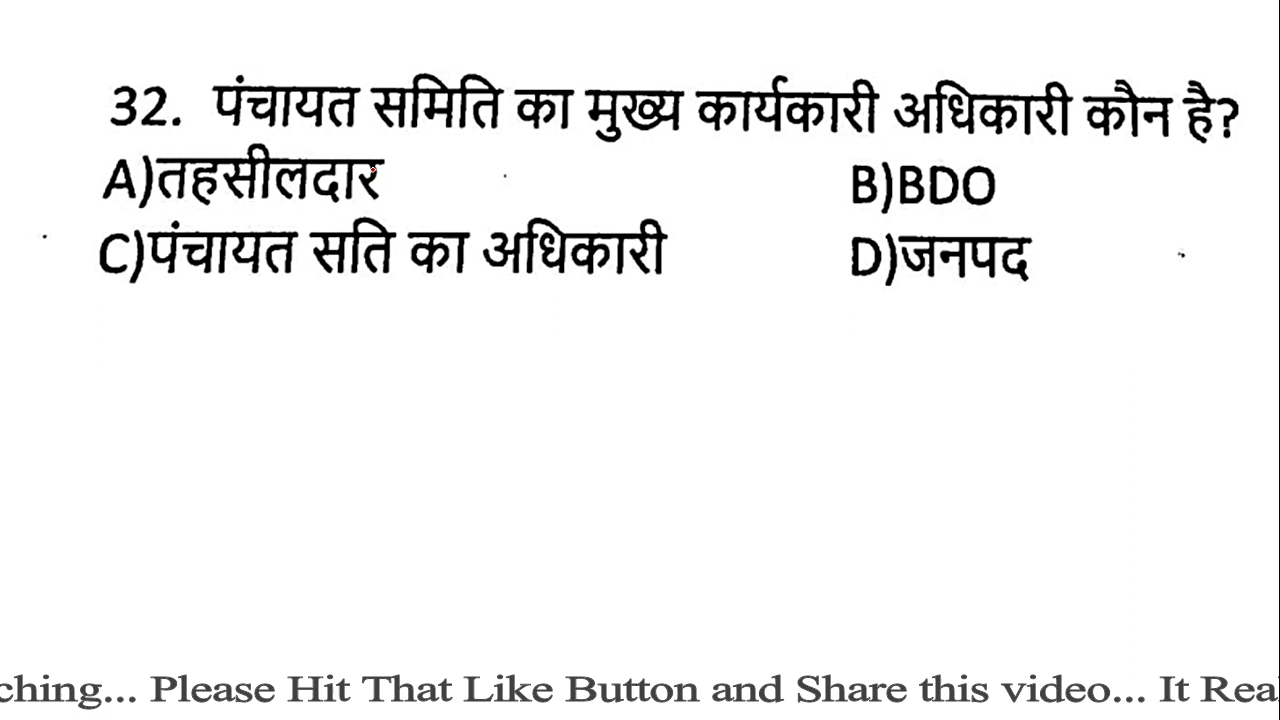 32. पंचायत समिति का मुख्य कार्यकारी अधिकारी कौन है?
A)तहसीलदार B)BDO
C)पंचायत सति का अधिकारी D)जनपद
ching... Please Hit That Like Button and Share this video... It Rea